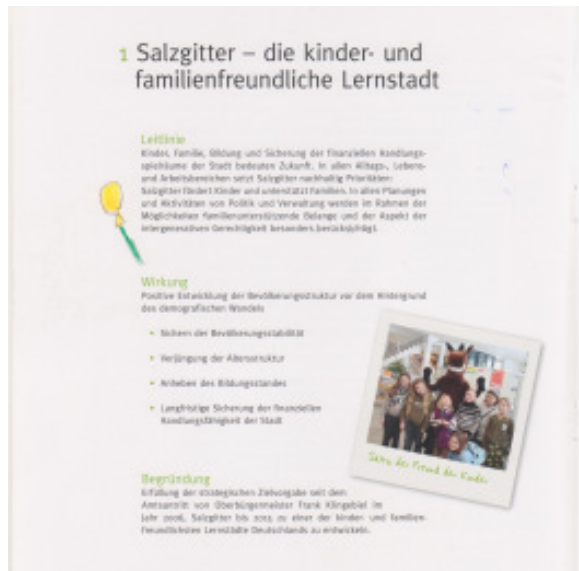 1 Salzgitter – die kinder- und
familienfreundliche Lernstadt
Leitlinie
Kinder, Familie, Bildung und Sicherung der finanziellen Handlungs-
spielräume der Stadt bedeuten Zukunft. In allen Alltags-, Lebens-
und Arbeitsbereichen setzt Salzgitter nachhaltig Prioritäten:
Salzgitter fördert Kinder und unterstützt Familien. In allen Planungen
und Aktivitäten von Politik und Verwaltung werden im Rahmen der
Möglichkeiten familienunterstützende Belange und der Aspekt der
intergenerativen Gerechtigkeit besonders berücksichtigt.
Wirkung
Positive Entwicklung der Bevölkerungsstruktur vor dem Hintergrund
des demografischen Wandels
• Sichern der Bevölkerungsstabilität
• Verjüngung der Altersstruktur
• Anheben des Bildungsstandes
• Langfristige Sicherung der finanziellen
Handlungsfähigkeit der Stadt
Salta, der Freund der Kinder
Begründung
Erfüllung der strategischen Zielvorgabe seit dem
Amtsantritt von Oberbürgermeister Frank Klingebiel im
Jahr 2006, Salzgitter bis 2015 zu einer der kinder- und familien-
freundlichsten Lernstädte Deutschlands zu entwickeln.